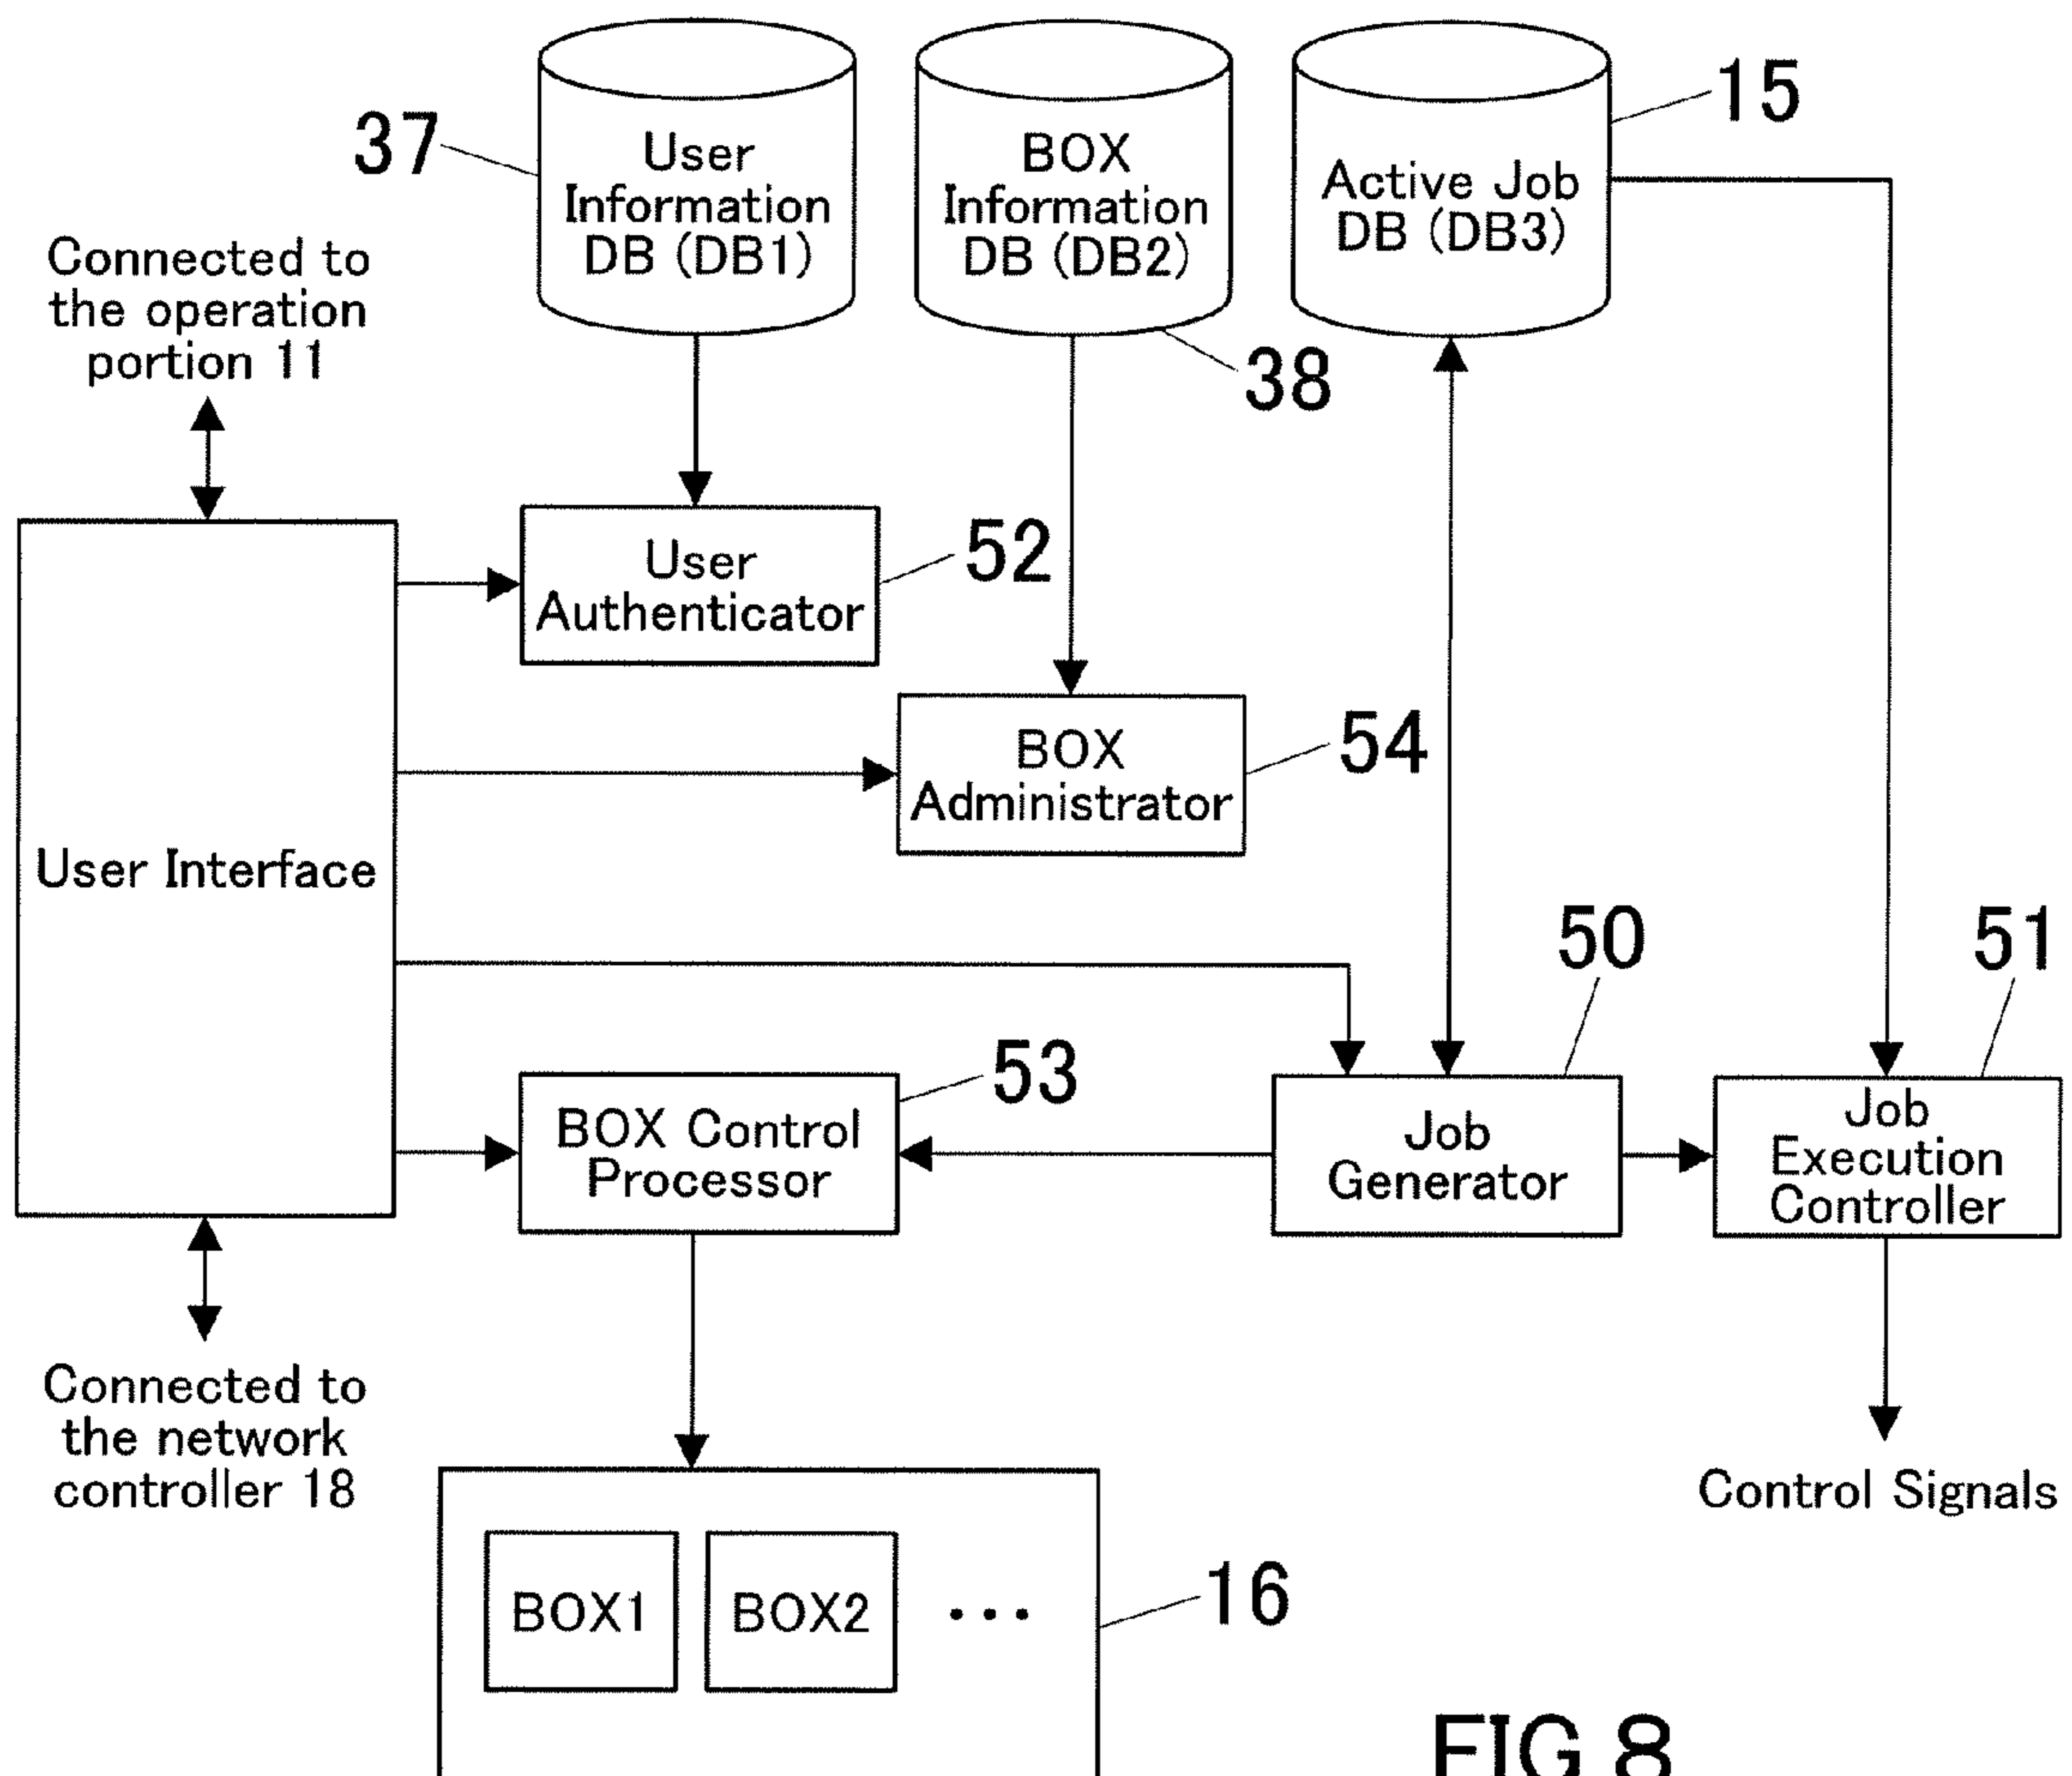 37
User
Information
DB (DB1)
BOX
Information
DB (DB2)
38
Active Job
DB (DB3)
15
Connected to
the operation
portion 11
User
Authenticator
52
BOX
Administrator
54
User Interface
50
51
53
BOX Control
Processor
Job
Generator
Job
Execution
Controller
Connected to
the network
controller 18
Control Signals
BOX1
BOX2
...
16
FIG.8